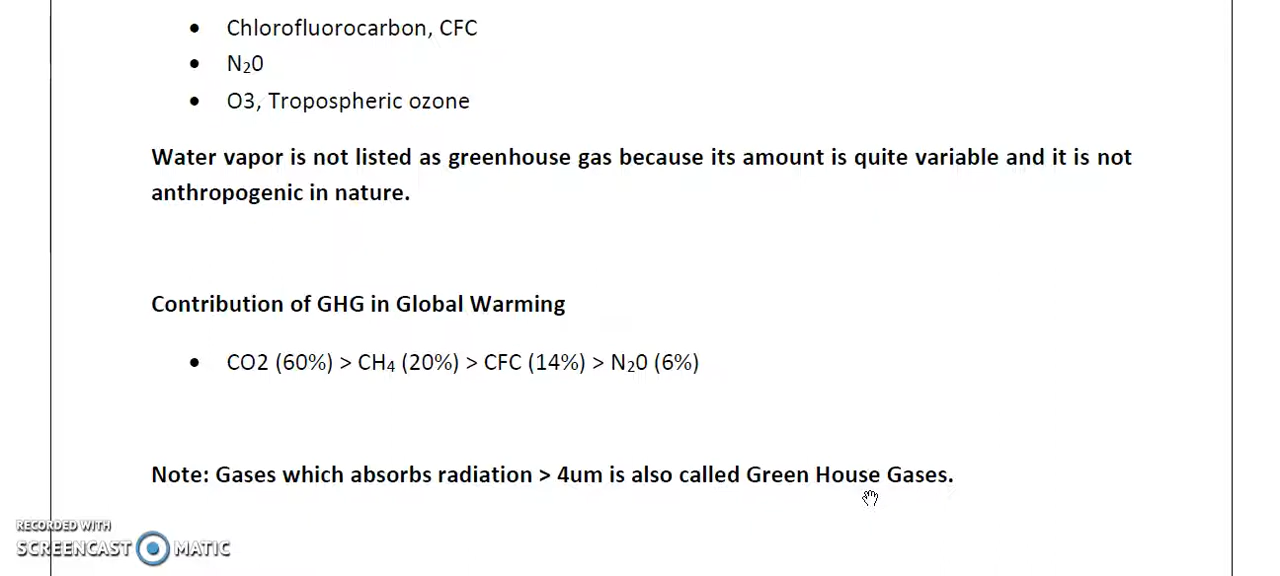 • Chlorofluorocarbon, CFC
• N₂0
• O3, Tropospheric ozone
Water vapor is not listed as greenhouse gas because its amount is quite variable and it is not
anthropogenic in nature.
Contribution of GHG in Global Warming
• CO2 (60%) > CH₄ (20%) > CFC (14%) > N₂0 (6%)
Note: Gases which absorbs radiation > 4um is also called Green House Gases.
RECORDED WITH
SCREENCAST MATIC